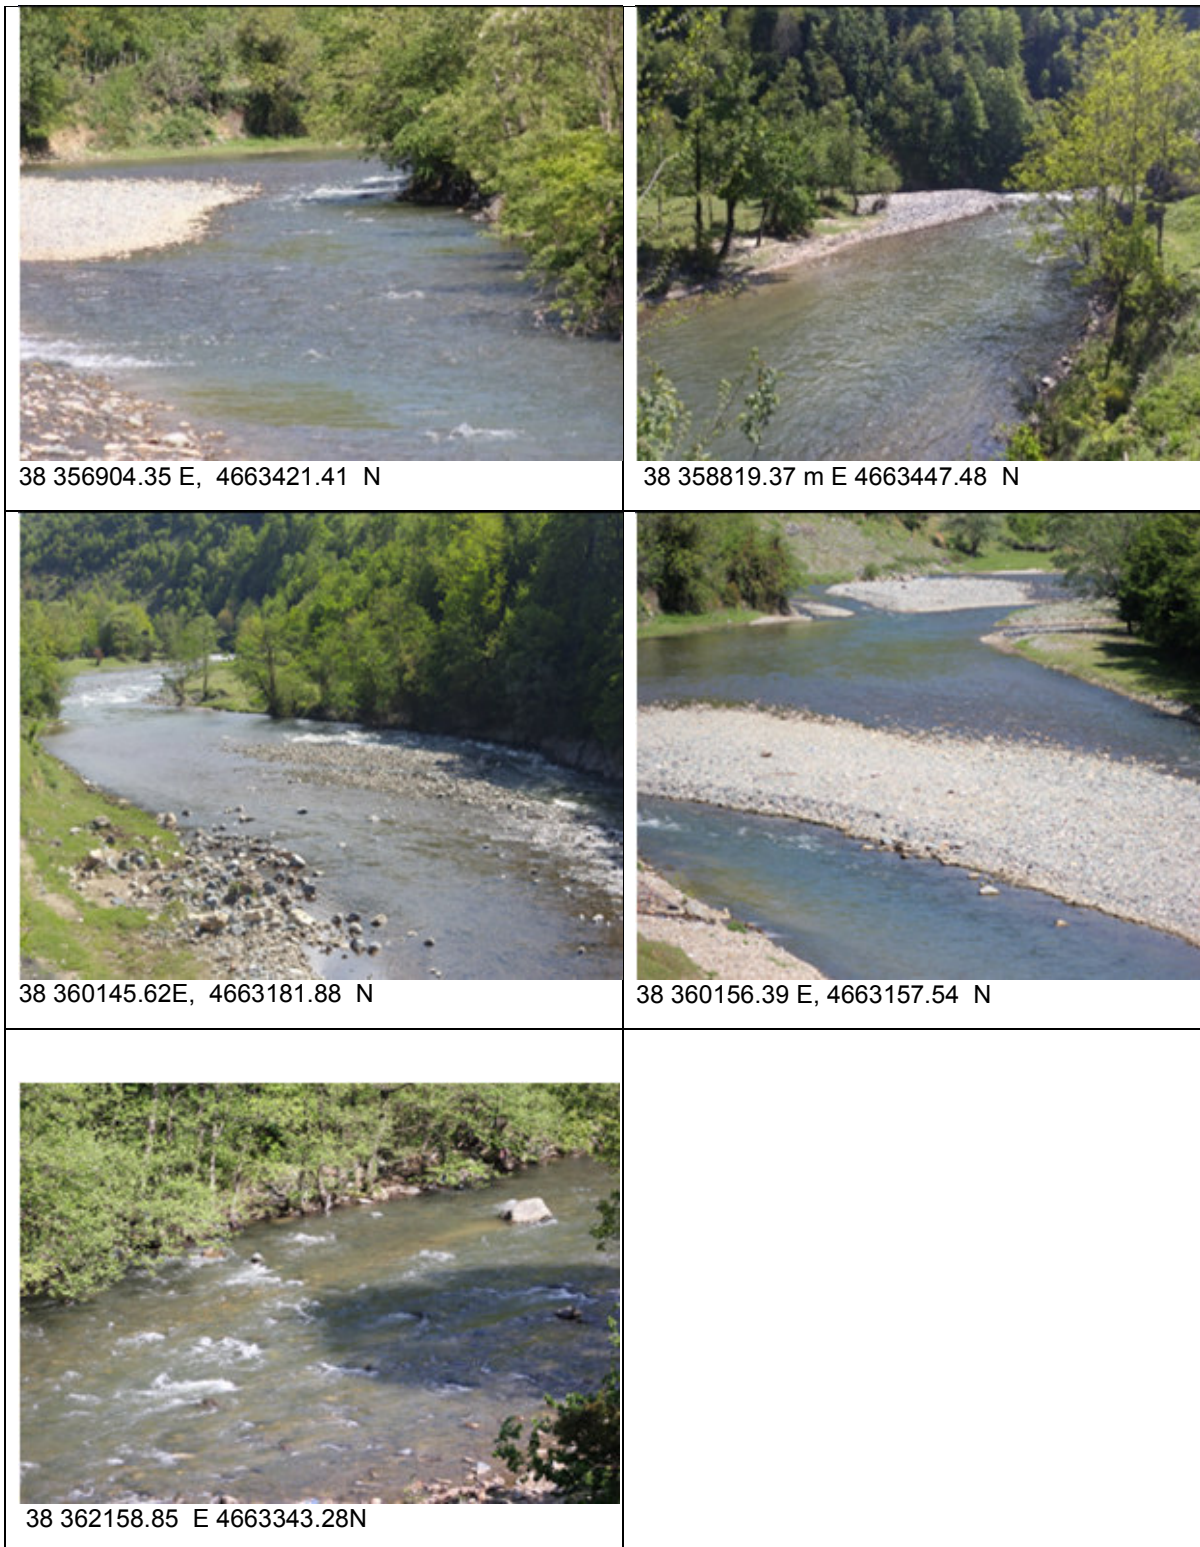 38 356904.35 E,  4663421.41  N
38 358819.37 m E 4663447.48  N
38 360145.62E,  4663181.88  N
38 360156.39 E, 4663157.54  N
38 362158.85  E 4663343.28N